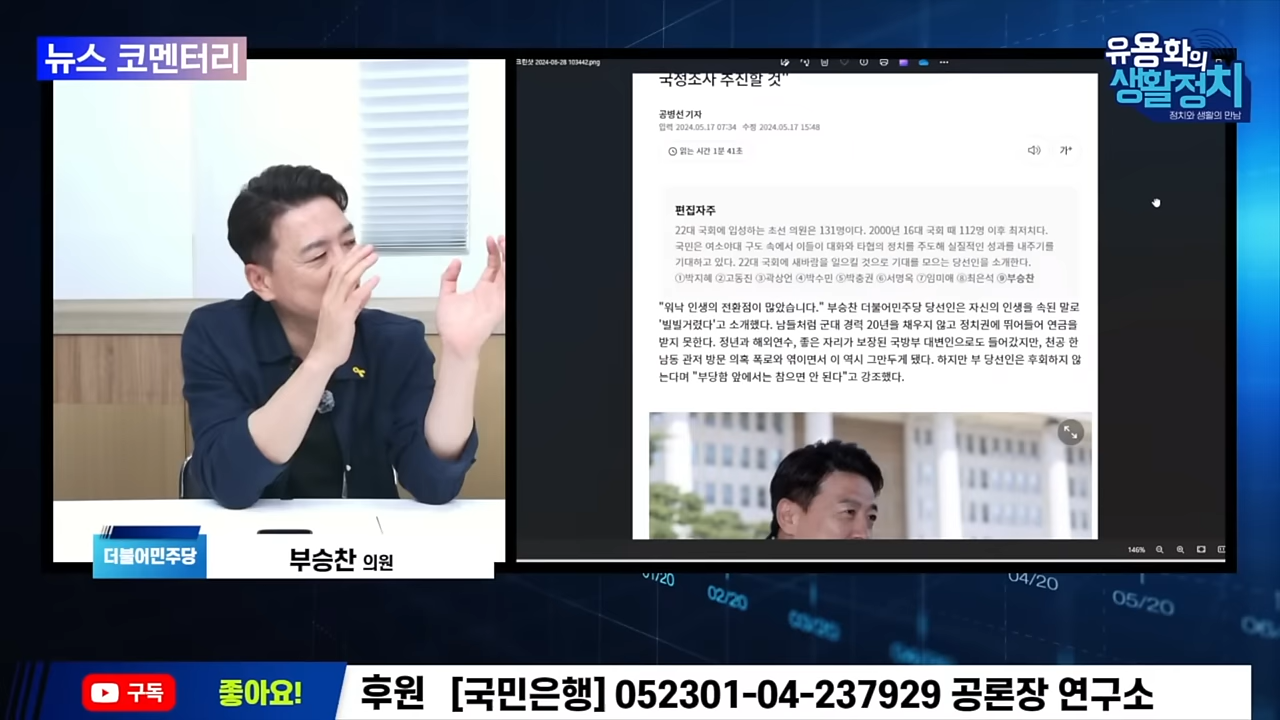 뉴스 코멘터리
유용화의
생활정치
정치와 생활의 만남
크린샷 2024-06-28 103442.png
국정조사 추진할 것"
공병선 기자
입력 2024.05.17 07:34 수정 2024.05.17 15:48
읽는 시간 1분 41초
가+
편집자주
22대 국회에 입성하는 초선 의원은 131명이다. 2000년 16대 국회 때 112명 이후 최저치다.
국민은 여소야대 구도 속에서 이들이 대화와 타협의 정치를 주도해 실질적인 성과를 내주기를
기대하고 있다. 22대 국회에 새바람을 일으킬 것으로 기대를 모으는 당선인을 소개한다.
①박지혜 ②고동진 ③곽상언 ④박수민 ⑤박충권 ⑥서명옥 ⑦임미애 ⑧최은석 ⑨부승찬
"워낙 인생의 전환점이 많았습니다." 부승찬 더불어민주당 당선인은 자신의 인생을 속된 말로
'빌빌거렸다'고 소개했다. 남들처럼 군대 경력 20년을 채우지 않고 정치권에 뛰어들어 연금을
받지 못한다. 정년과 해외연수, 좋은 자리가 보장된 국방부 대변인으로도 들어갔지만, 천공 한
남동 관저 방문 의혹 폭로와 엮이면서 이 역시 그만두게 됐다. 하지만 부 당선인은 후회하지 않
는다며 "부당함 앞에서는 참으면 안 된다"고 강조했다.
146%
더불어민주당
부승찬 의원
01/20
02/20
03/20
04/20
05/20
구독
좋아요!
후원 [국민은행] 052301-04-237929 공론장 연구소